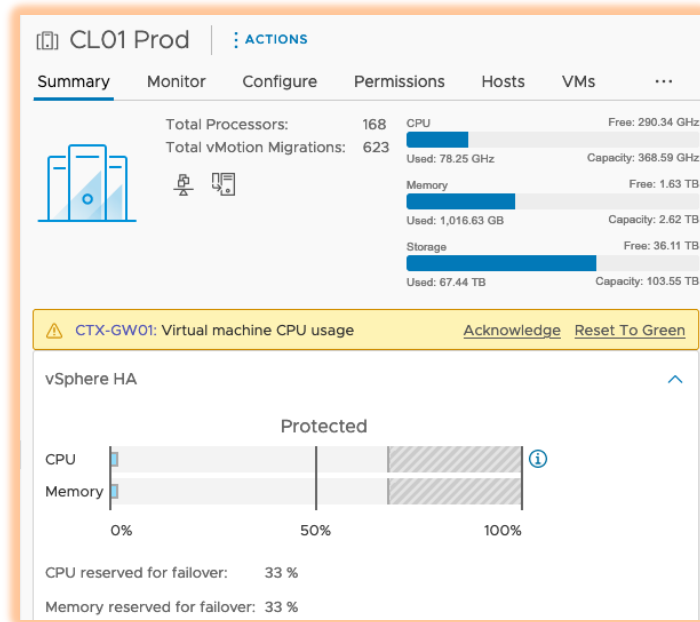 CL01 Prod ACTIONS
Summary Monitor Configure Permissions Hosts VMs ...
Total Processors: 168
Total vMotion Migrations: 623
CPU Free: 290.34 GHz
Used: 78.25 GHz Capacity: 368.59 GHz
Memory Free: 1.63 TB
Used: 1,016.63 GB Capacity: 2.62 TB
Storage Free: 36.11 TB
Used: 67.44 TB Capacity: 103.55 TB
CTX-GW01: Virtual machine CPU usage Acknowledge Reset To Green
vSphere HA
Protected
CPU
Memory
0% 50% 100%
CPU reserved for failover: 33 %
Memory reserved for failover: 33 %